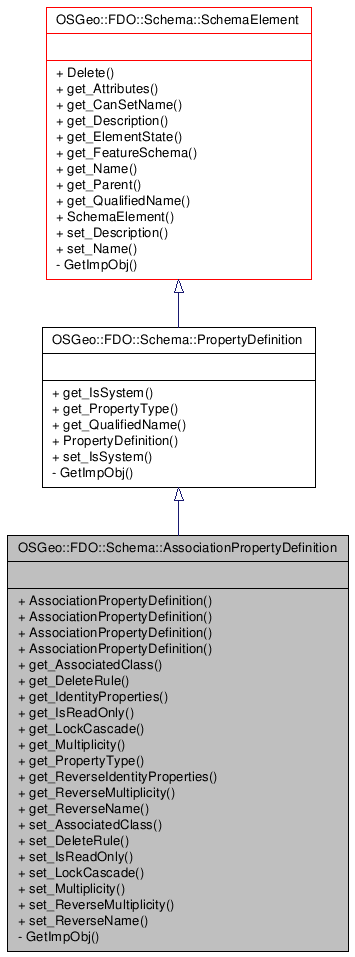 OSGeo::FDO::Schema::SchemaElement
+ Delete()
+ get_Attributes()
+ get_CanSetName()
+ get_Description()
+ get_ElementState()
+ get_FeatureSchema()
+ get_Name()
+ get_Parent()
+ get_QualifiedName()
+ SchemaElement()
+ set_Description()
+ set_Name()
- GetImpObj()
OSGeo::FDO::Schema::PropertyDefinition
+ get_IsSystem()
+ get_PropertyType()
+ get_QualifiedName()
+ PropertyDefinition()
+ set_IsSystem()
- GetImpObj()
OSGeo::FDO::Schema::AssociationPropertyDefinition
+ AssociationPropertyDefinition()
+ AssociationPropertyDefinition()
+ AssociationPropertyDefinition()
+ AssociationPropertyDefinition()
+ get_AssociatedClass()
+ get_DeleteRule()
+ get_IdentityProperties()
+ get_IsReadOnly()
+ get_LockCascade()
+ get_Multiplicity()
+ get_PropertyType()
+ get_ReverseIdentityProperties()
+ get_ReverseMultiplicity()
+ get_ReverseName()
+ set_AssociatedClass()
+ set_DeleteRule()
+ set_IsReadOnly()
+ set_LockCascade()
+ set_Multiplicity()
+ set_ReverseMultiplicity()
+ set_ReverseName()
- GetImpObj()